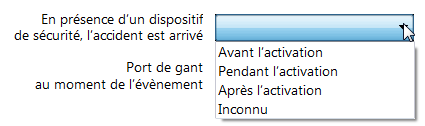 En présence d'un dispositif
de sécurité, l'accident est arrivé
Avant l'activation
Pendant l'activation
Après l'activation
Inconnu
Port de gant
au moment de l'évènement